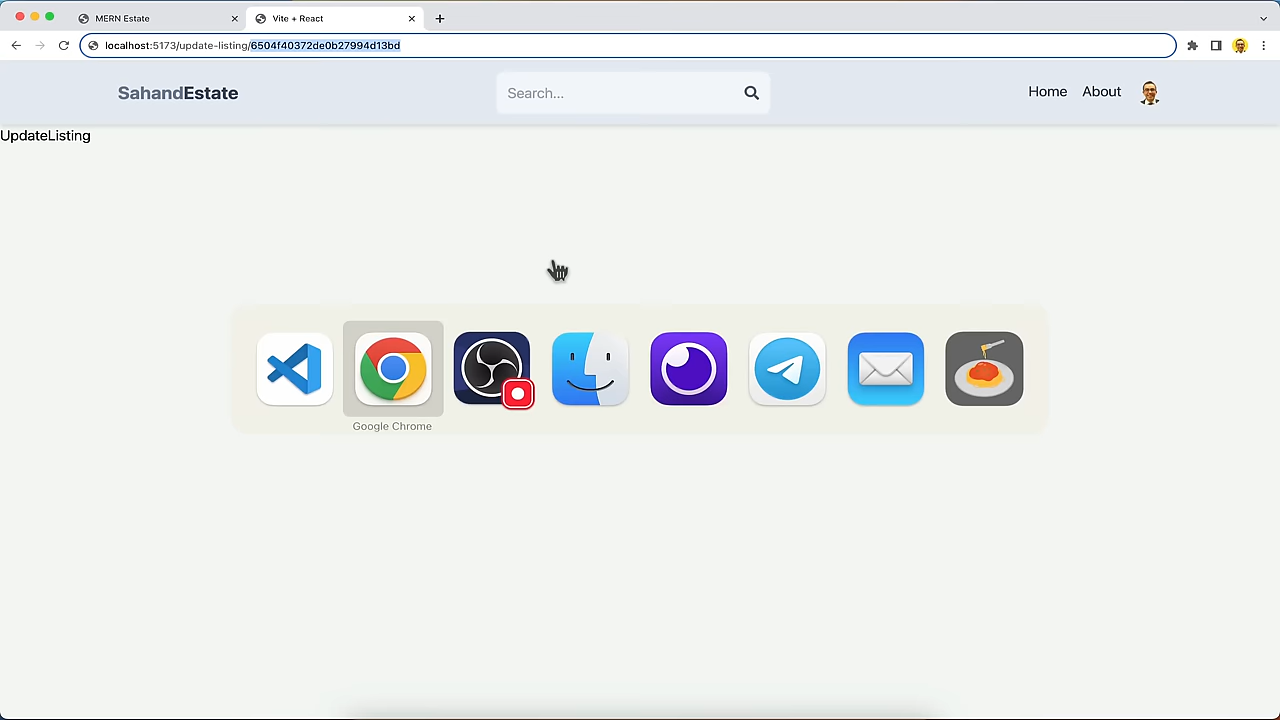 MERN Estate
Vite + React
localhost:5173/update-listing/6504f40372de0b27994d13bd
SahandEstate
Search...
Home
About
UpdateListing
Google Chrome